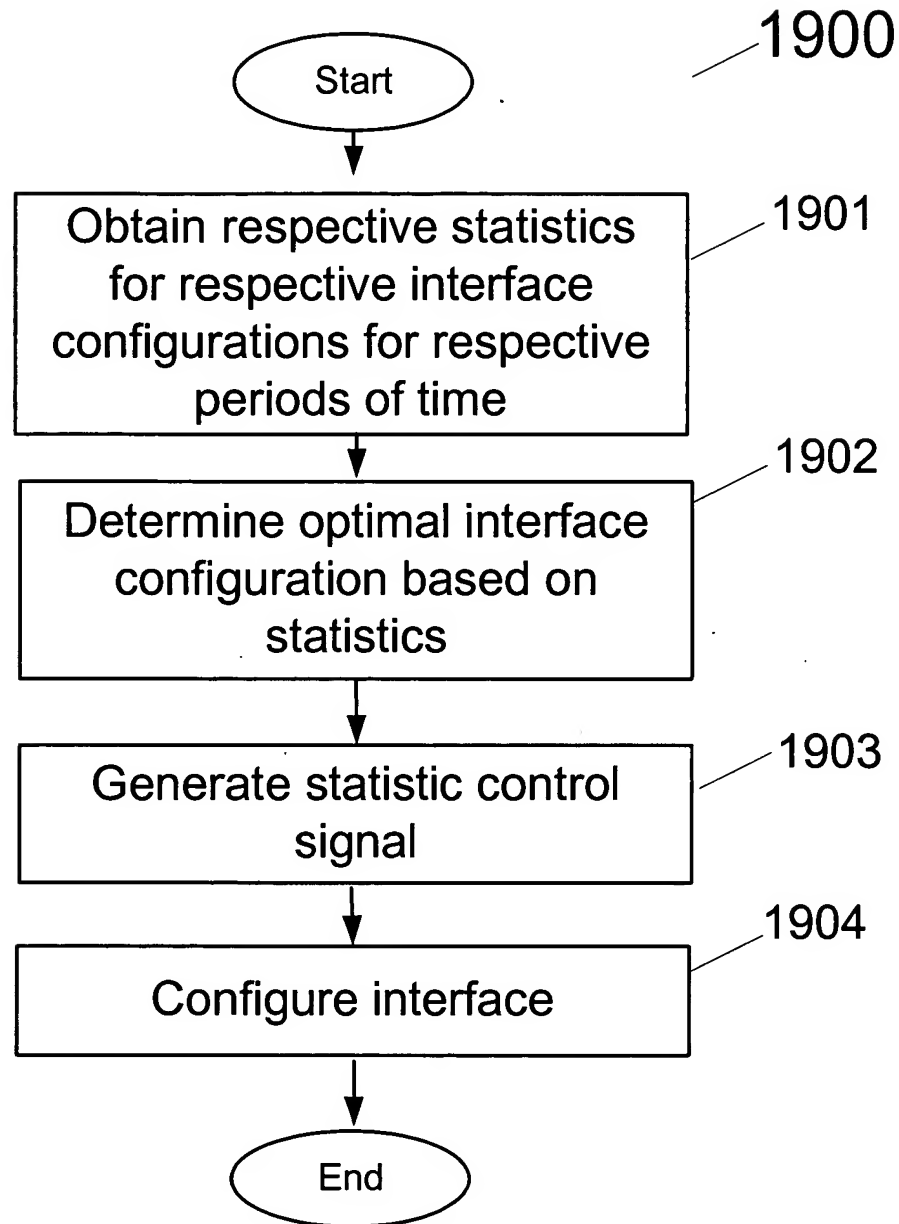 1900
Start
1901
Obtain respective statistics
for respective interface
configurations for respective
periods of time
1902
Determine optimal interface
configuration based on
statistics
1903
Generate statistic control
signal
1904
Configure interface
End